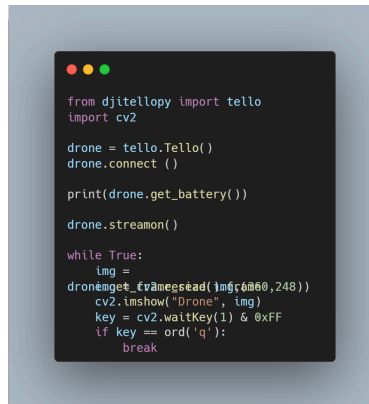 from djitellopy import tello
import cv2
drone = tello.Tello()
drone.connect ()
print(drone.get_battery())
drone.streamon()
while True:
img =
cv2.imshow("Drone", img)
key = cv2.waitKey(1) & 0xFF
if key == ord('q'):
break